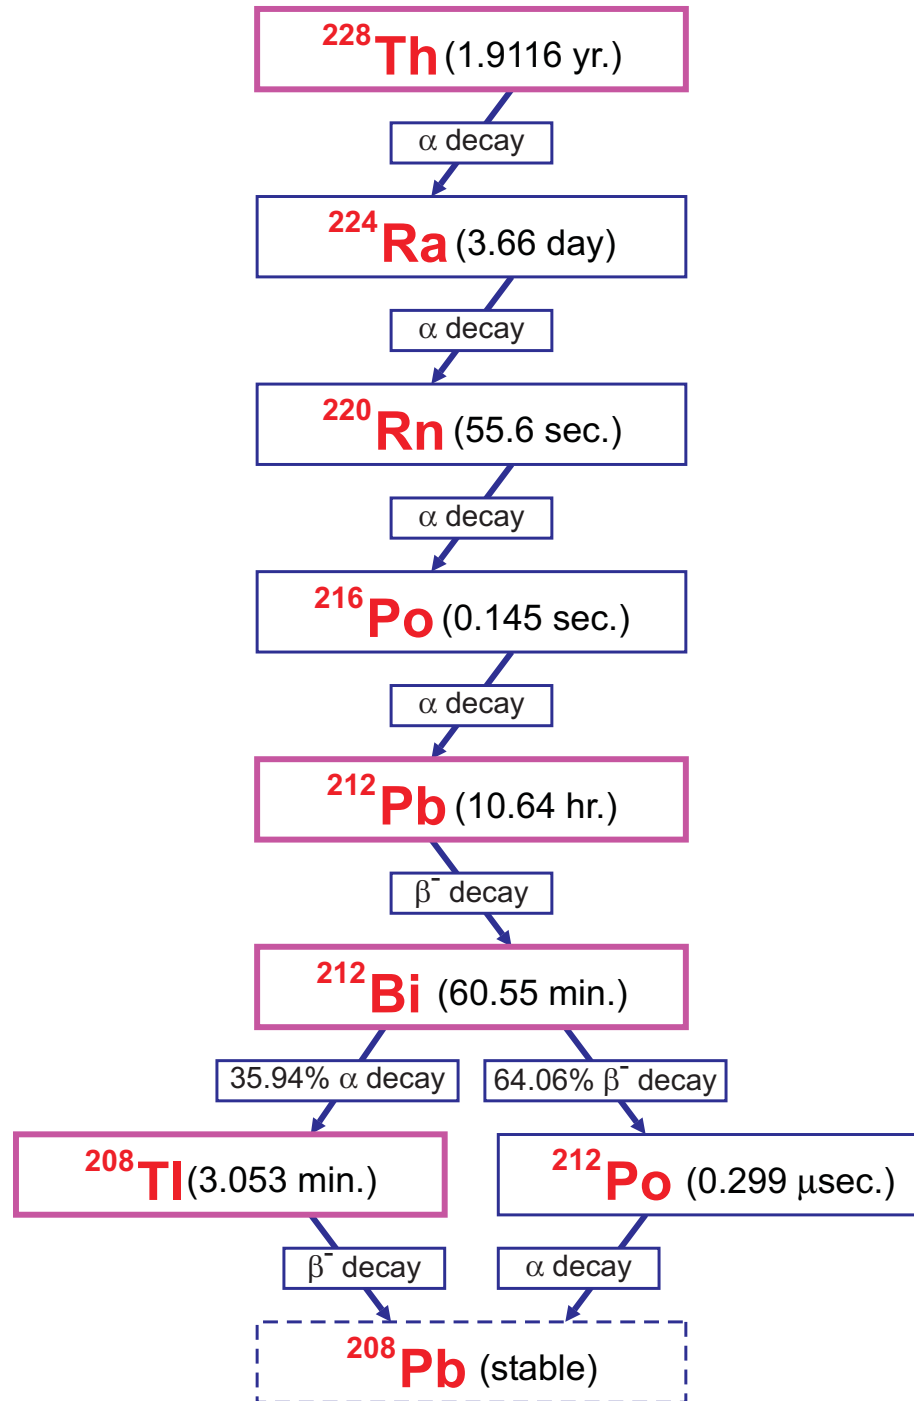 ²²⁸Th (1.9116 yr.)
α decay
²²⁴Ra (3.66 day)
α decay
²²⁰Rn (55.6 sec.)
α decay
²¹⁶Po (0.145 sec.)
α decay
²¹²Pb (10.64 hr.)
β⁻ decay
²¹²Bi (60.55 min.)
35.94% α decay
64.06% β⁻ decay
²⁰⁸Tl (3.053 min.)
²¹²Po (0.299 μsec.)
β⁻ decay
α decay
²⁰⁸Pb (stable)